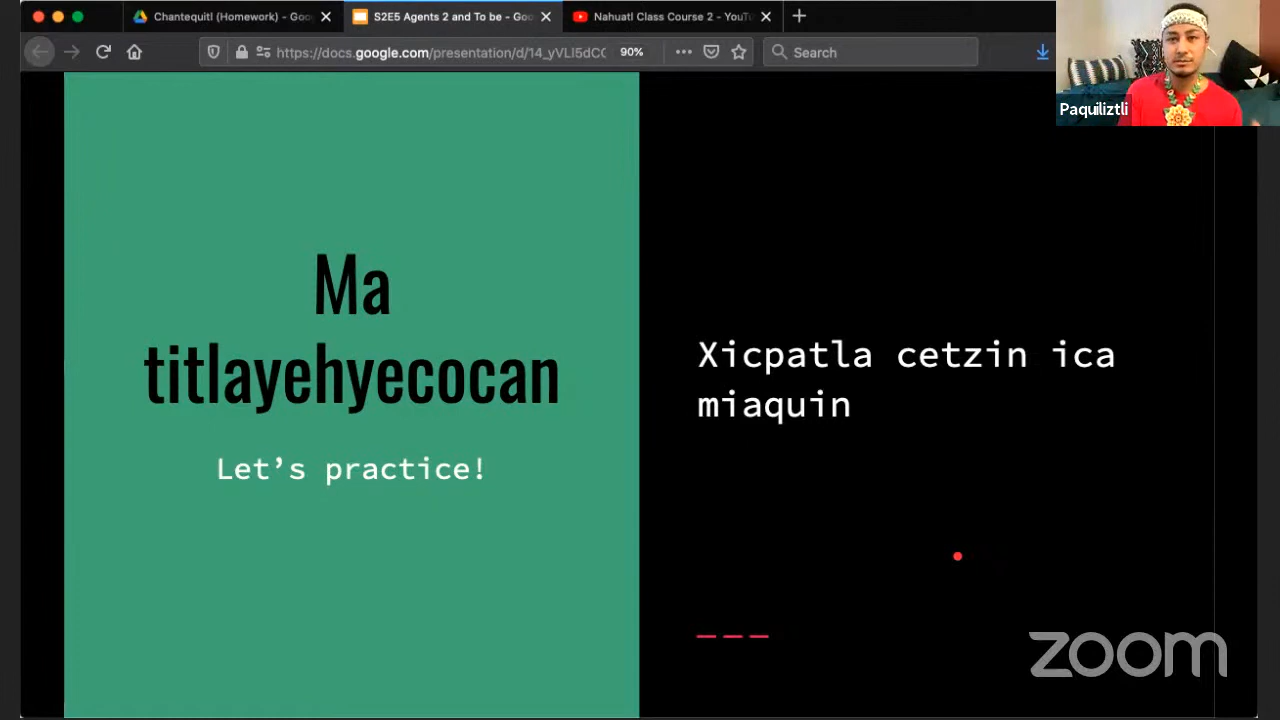 Chantequitl (Homework) - Goo
S2E5 Agents 2 and To be - Goo
Nahuatl Class Course 2 - YouTu
https://docs.google.com/presentation/d/14_yVLI5dC
90%
Search
Paquiliztli
Ma
titlayehyecocan
Let's practice!
Xicpatla cetzin ica
miaquin
zoom